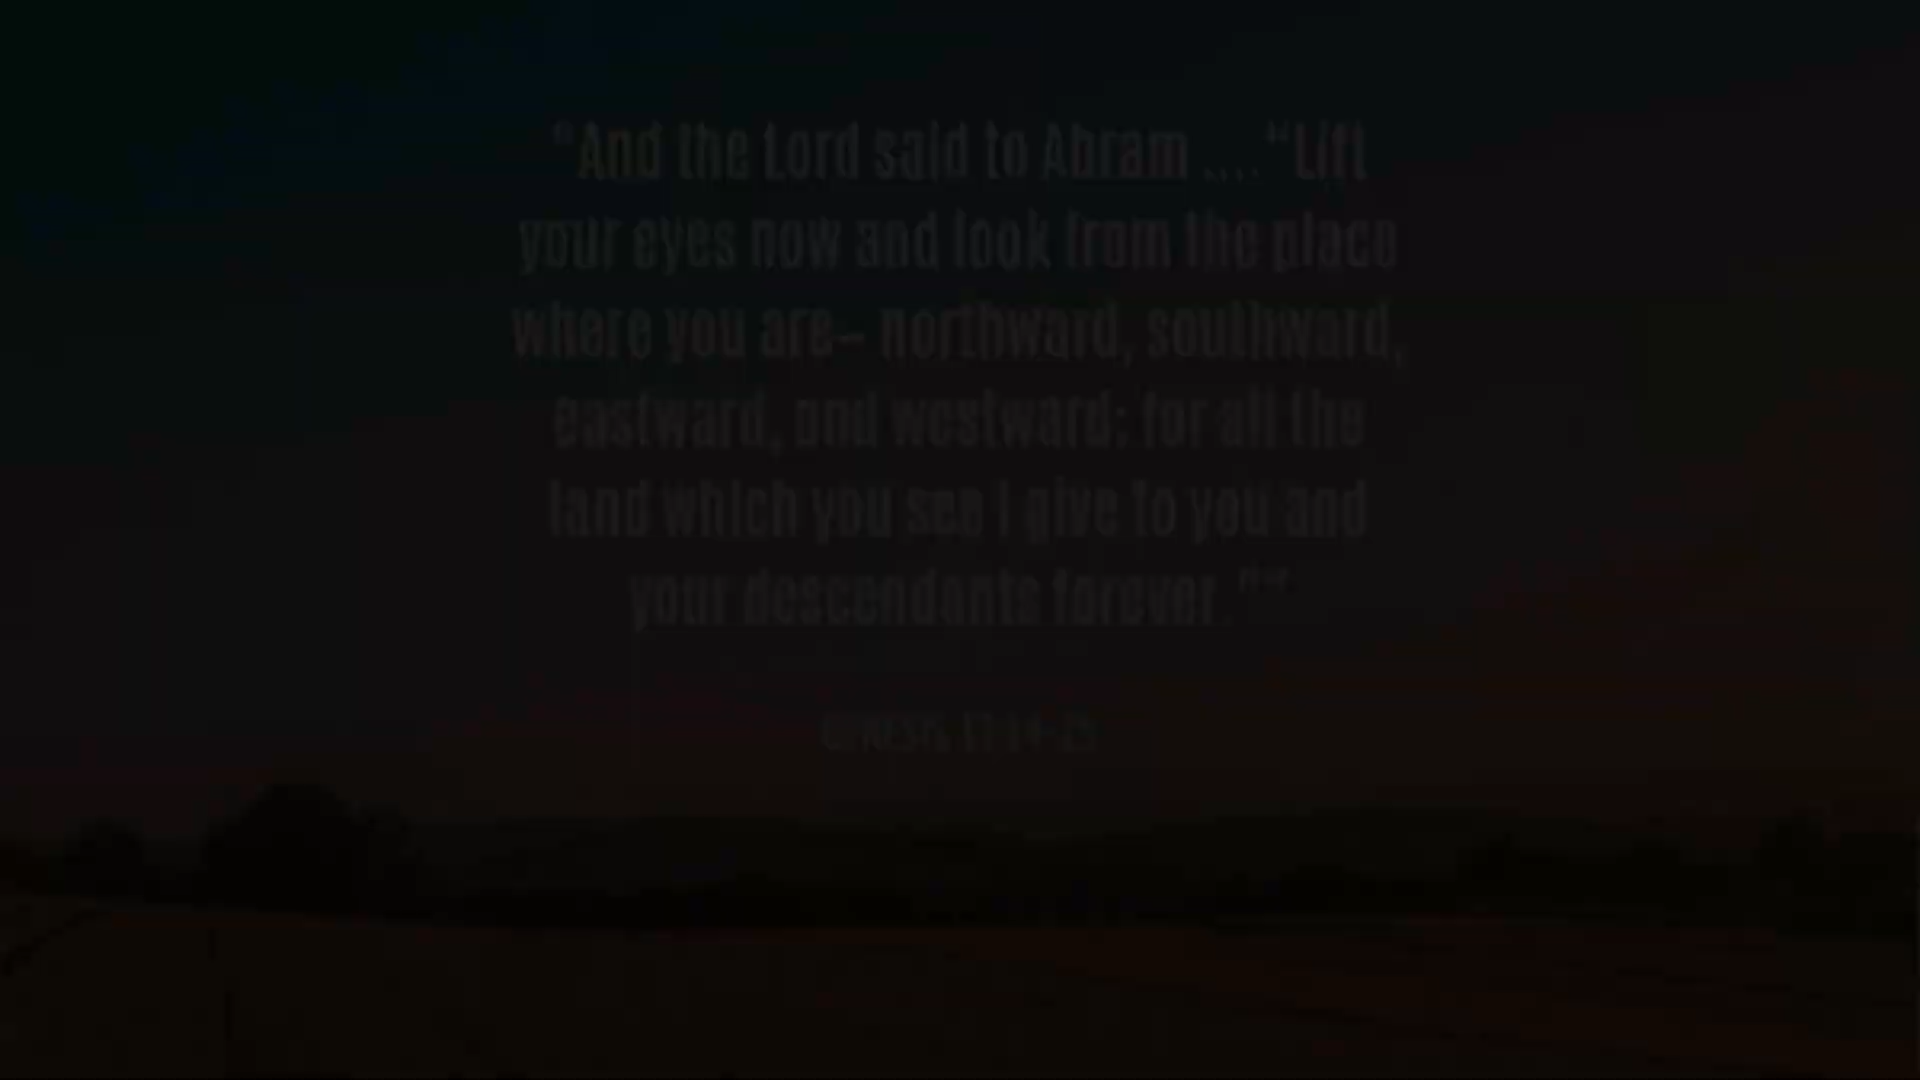 "And the Lord said to Abram .... "Lift
your eyes now and look from the place
where you are– northward, southward,
eastward, and westward; for all the
land which you see I give to you and
your descendants forever.""
GENESIS